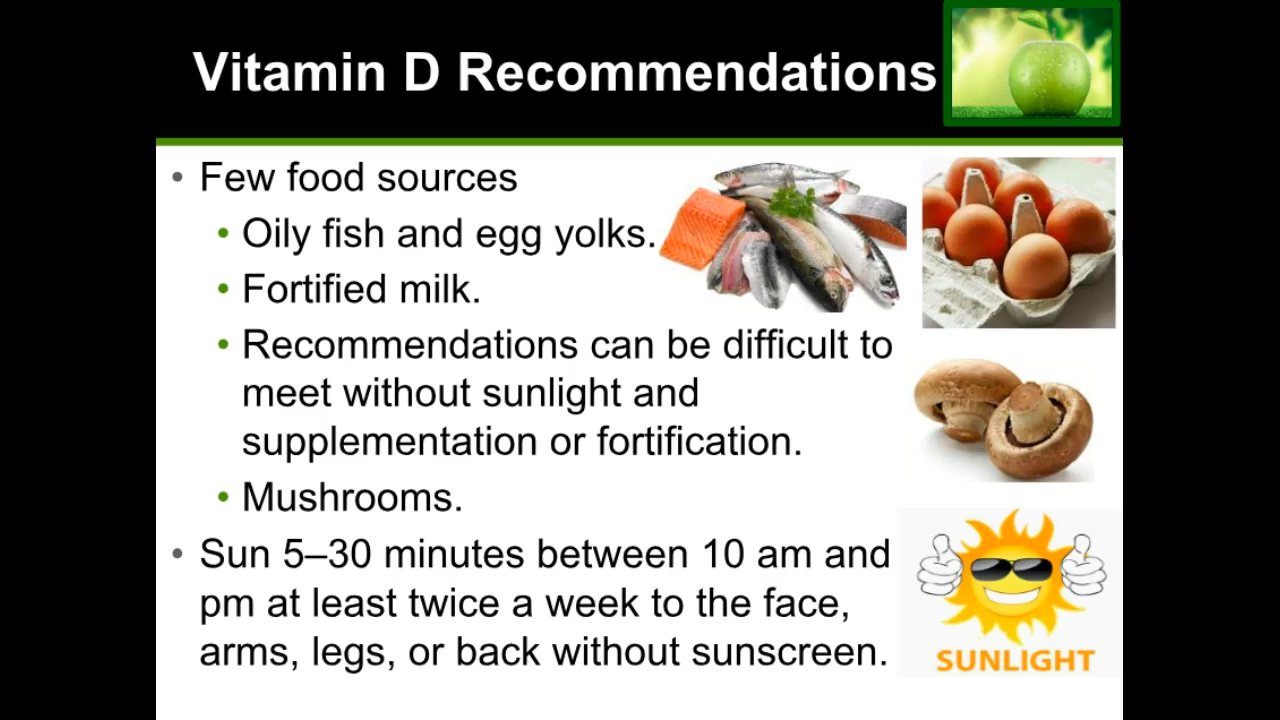 Vitamin D Recommendations
• Few food sources
• Oily fish and egg yolks.
• Fortified milk.
• Recommendations can be difficult to
meet without sunlight and
supplementation or fortification.
• Mushrooms.
• Sun 5–30 minutes between 10 am and
pm at least twice a week to the face,
arms, legs, or back without sunscreen.
SUNLIGHT